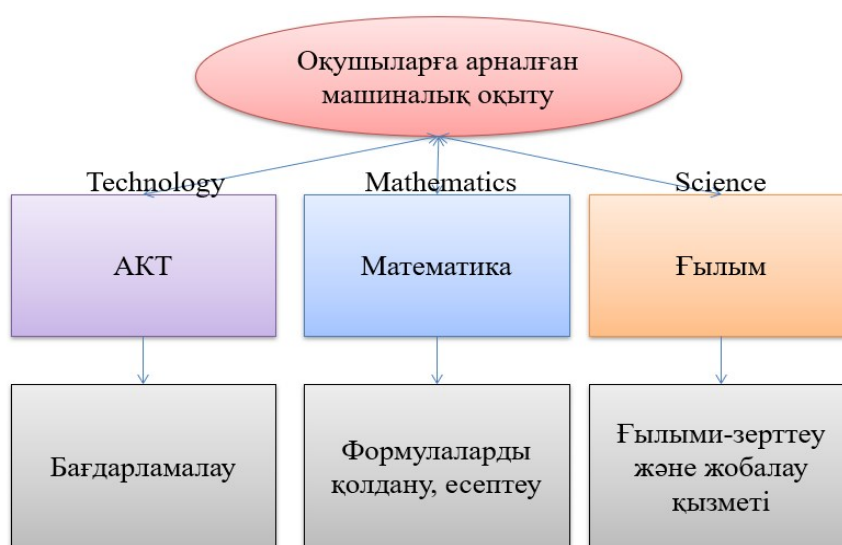 Оқушыларға арналған
машиналық оқыту
Technology
Mathematics
Science
АКТ
Математика
Ғылым
Бағдарламалау
Формулаларды
қолдану, есептеу
Ғылыми-зерттеу
және жобалау
қызметі